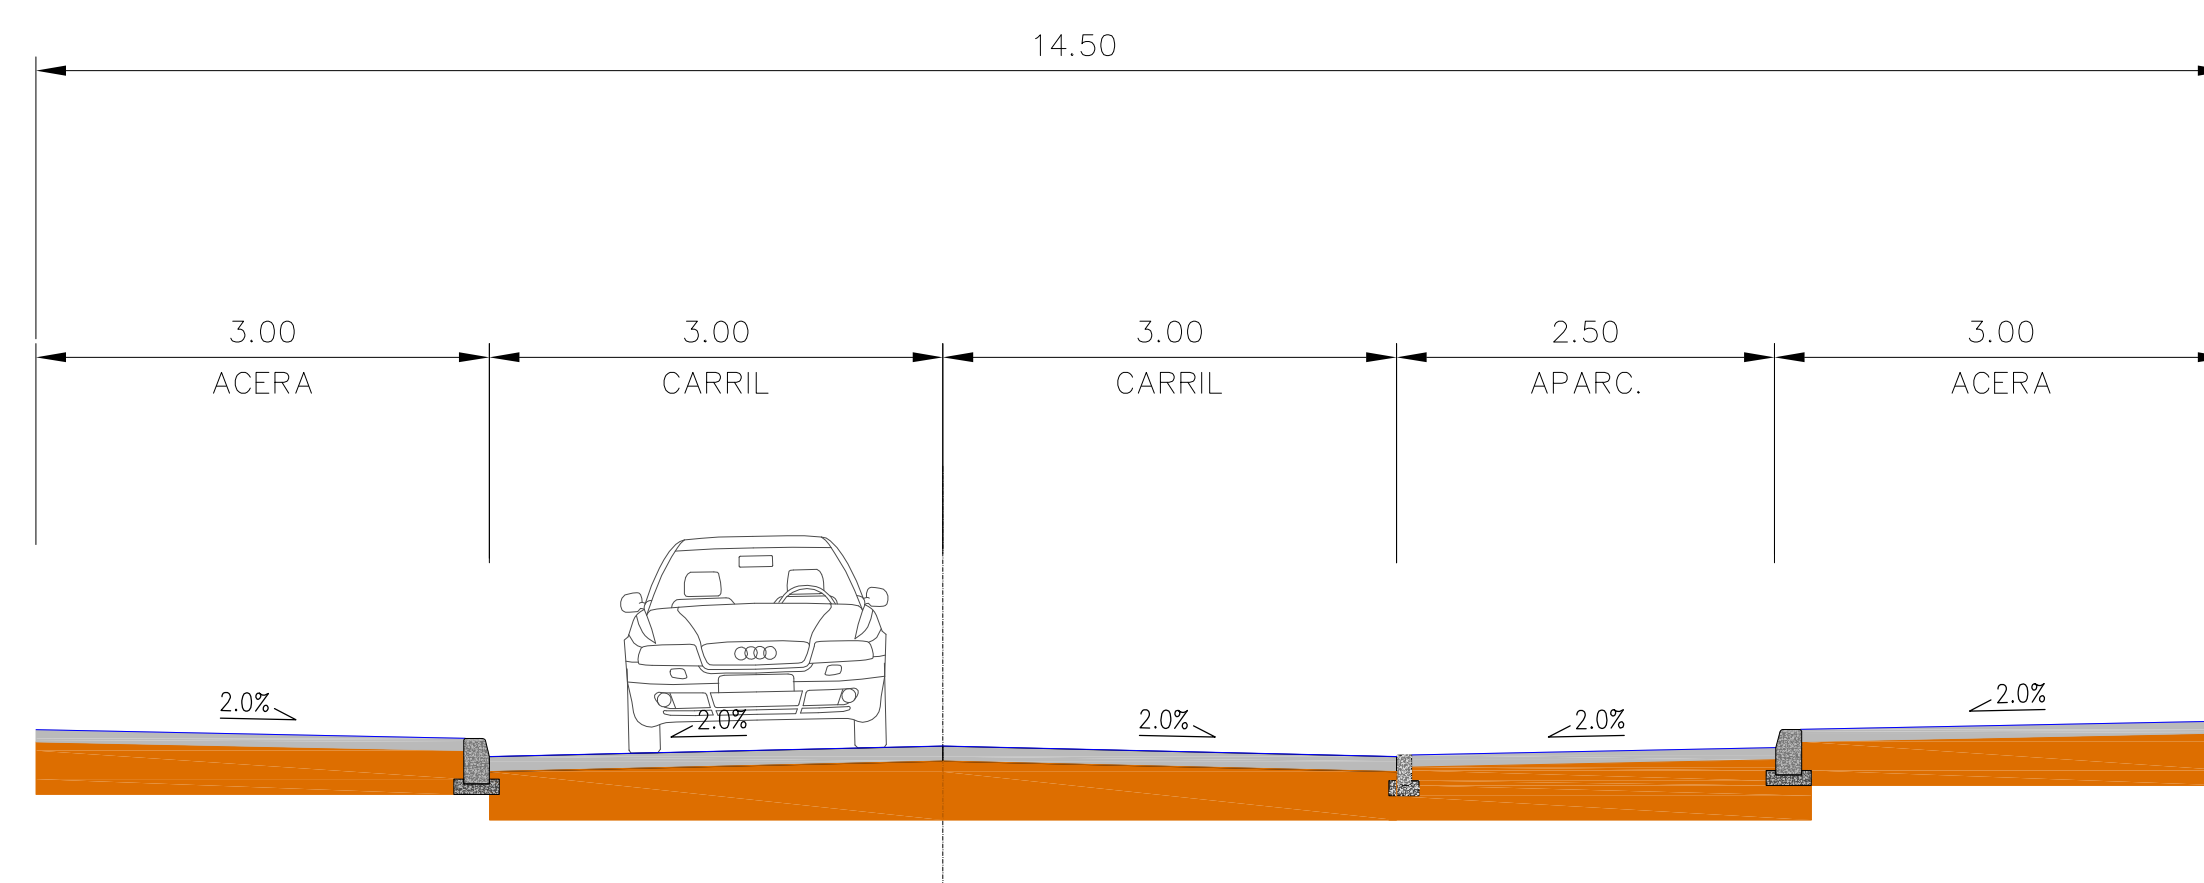 14.50
3.00 3.00 3.00 2.50 3.00
ACERA CARRIL CARRIL APARC. ACERA
2.0% 2.0% 2.0% 2.0% 2.0%